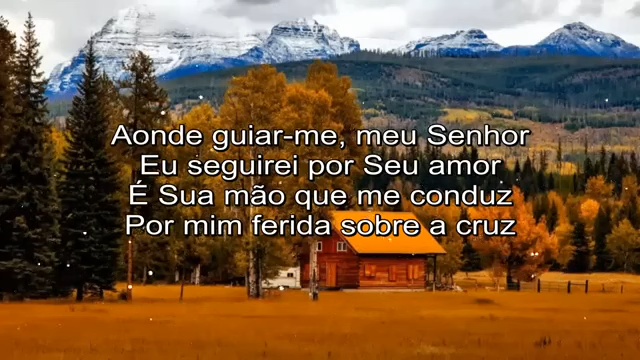 Aonde guiar-me, meu Senhor
Eu seguirei por Seu amor
É Sua mão que me conduz
Por mim ferida sobre a cruz